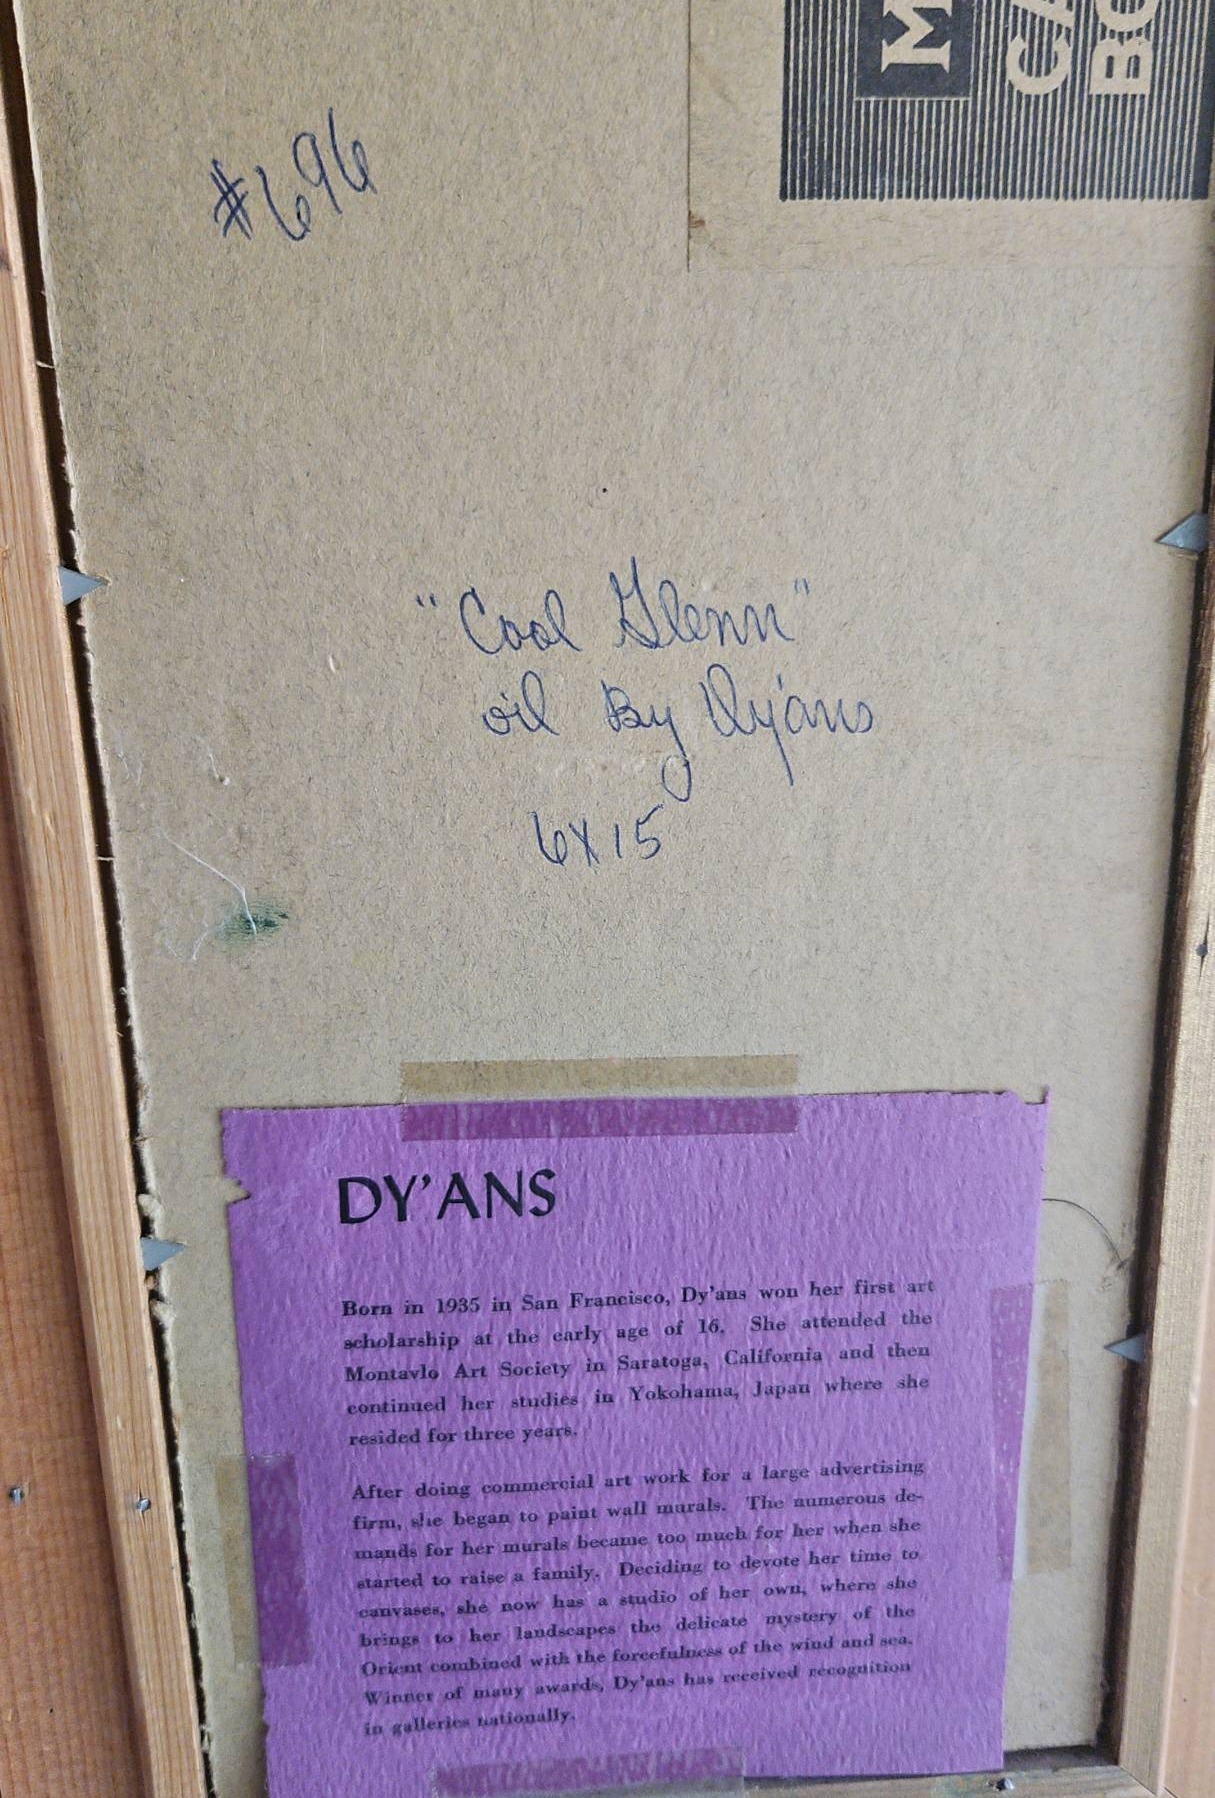 M
CA
BO
#696
"Cool Glenn"
oil By Dy'ans
6X15
DY'ANS
Born in 1935 in San Francisco, Dy'ans won her first art
scholarship at the early age of 16. She attended the
Montavlo Art Society in Saratoga, California and then
continued her studies in Yokohama, Japan where she
resided for three years.
After doing commercial art work for a large advertising
firm, she began to paint wall murals. The numerous de-
mands for her murals became too much for her when she
started to raise a family. Deciding to devote her time to
canvases, she now has a studio of her own, where she
brings to her landscapes the delicate mystery of the
Orient combined with the forcefulness of the wind and sea.
Winner of many awards, Dy'ans has received recognition
in galleries nationally.